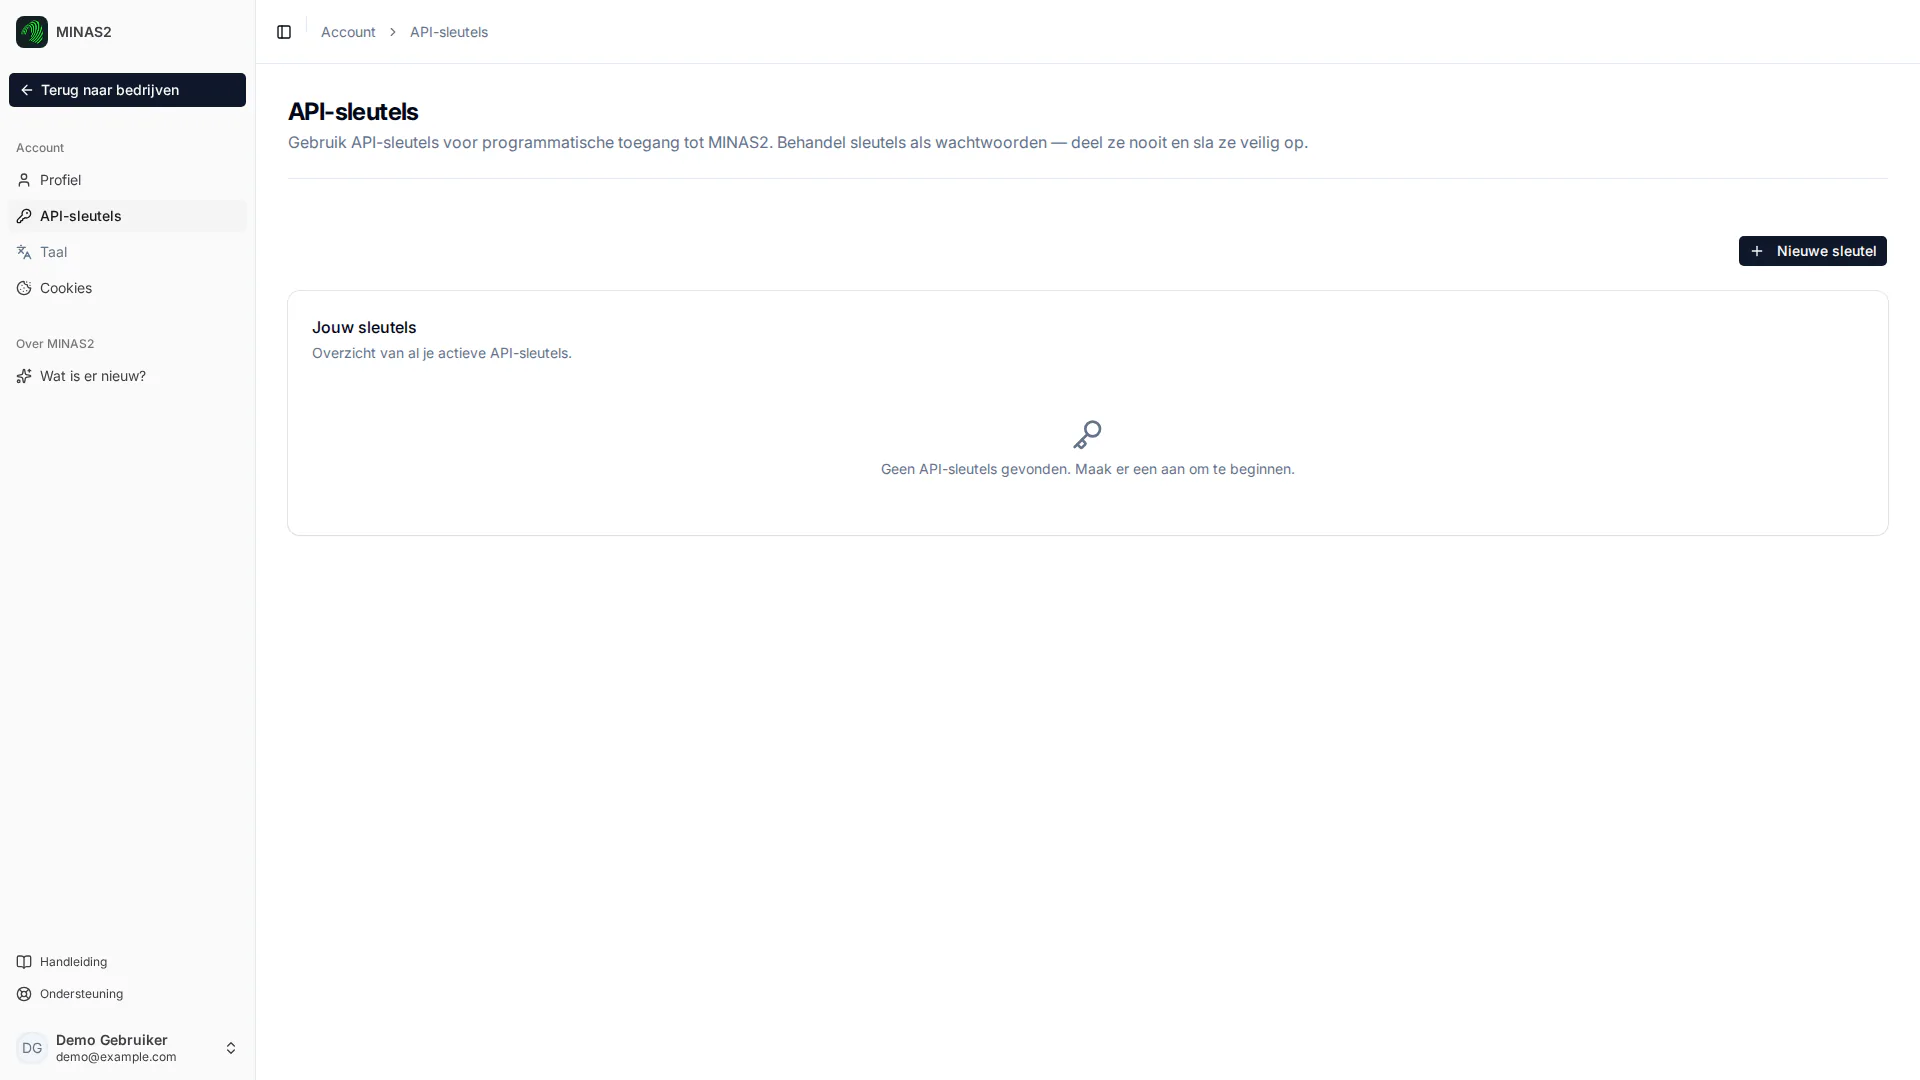 MINAS2
Terug naar bedrijven
Account
Profiel
API-sleutels
Taal
Cookies
Over MINAS2
Wat is er nieuw?
Handleiding
Ondersteuning
DG
Demo Gebruiker
demo@example.com
Account
API-sleutels
API-sleutels
Gebruik API-sleutels voor programmatische toegang tot MINAS2. Behandel sleutels als wachtwoorden — deel ze nooit en sla ze veilig op.
Nieuwe sleutel
Jouw sleutels
Overzicht van al je actieve API-sleutels.
Geen API-sleutels gevonden. Maak er een aan om te beginnen.